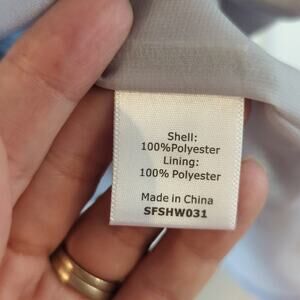 Shell:
100%Polyester
Lining:
100% Polyester
Made in China
SFSHW031